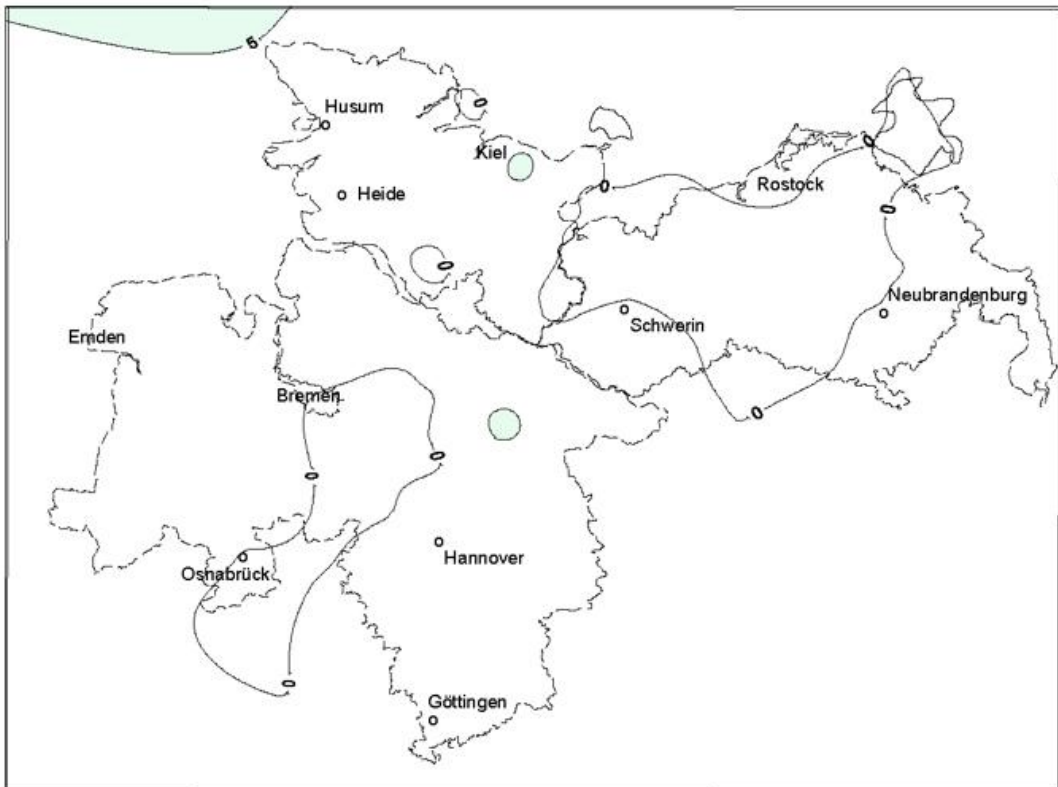 5
Husum
0
Kiel
0
Heide
0
Rostock
0
0
Neubrandenburg
Schwerin
Emden
Bremen
0
0
0
Hannover
Osnabrück
0
Göttingen